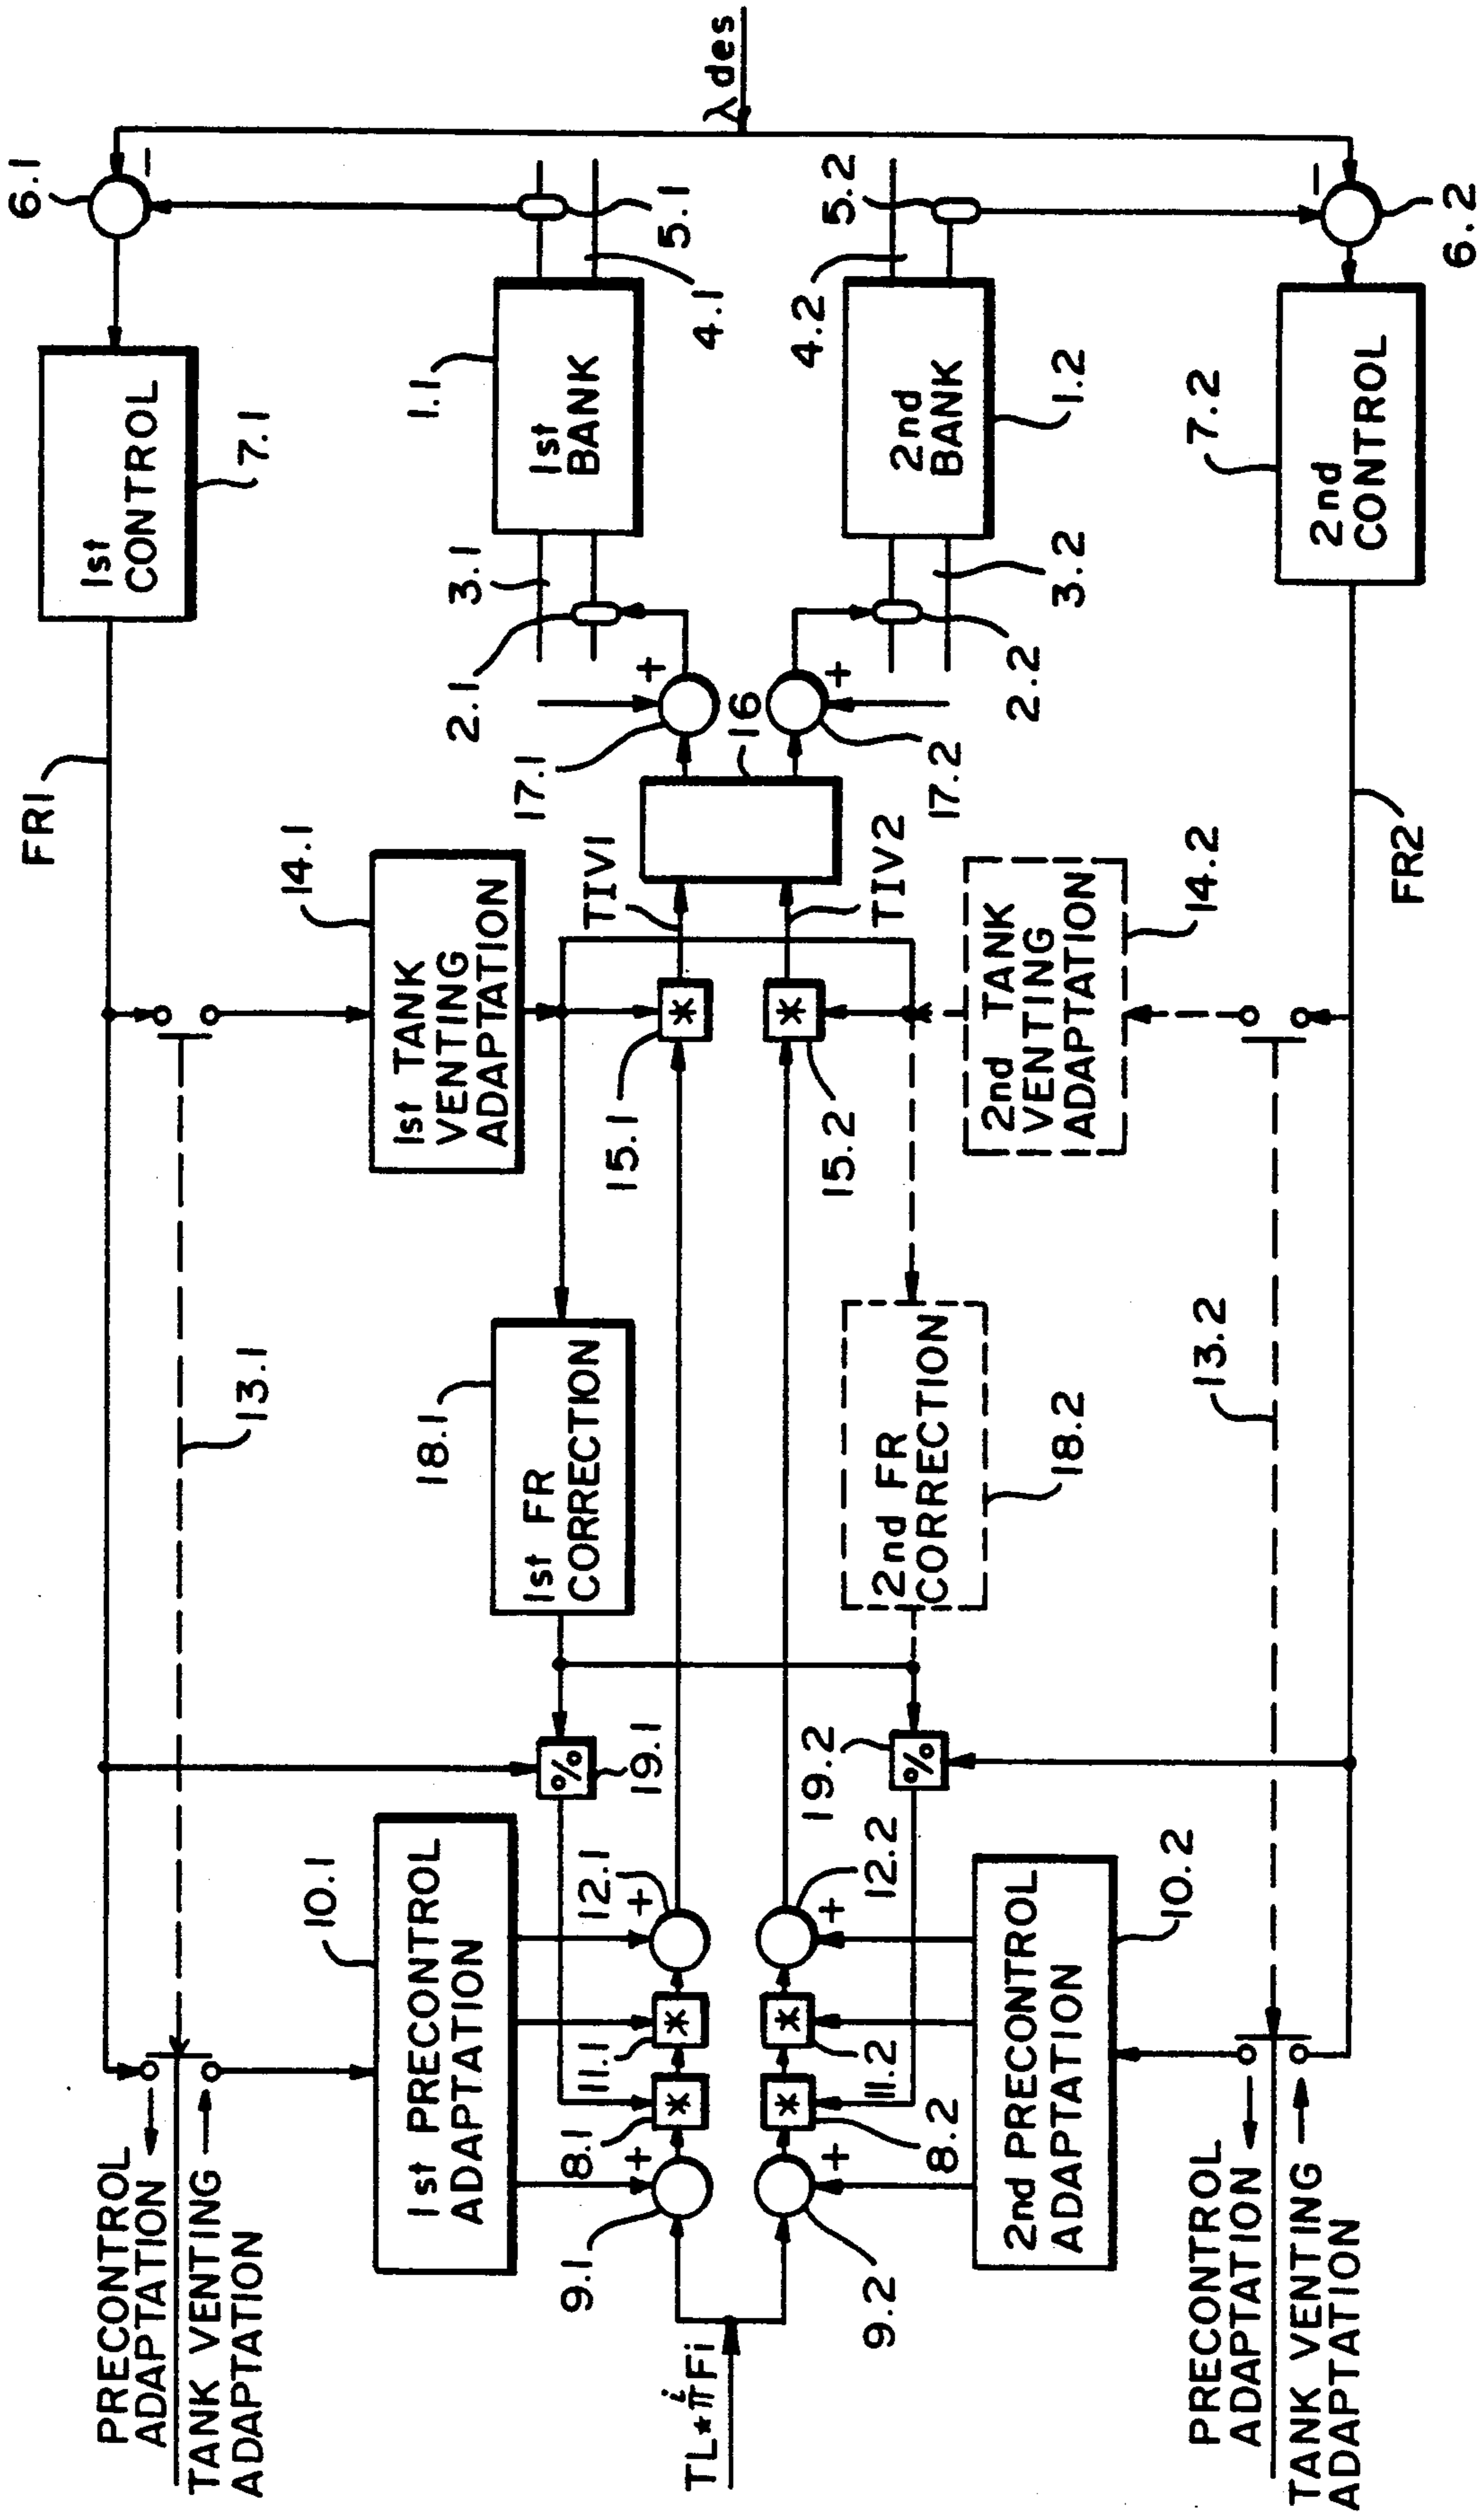 PRECONTROL
ADAPTATION
TANK VENTING
ADAPTATION
13.1
FR1
1st
CONTROL
7.1
6.1
10.1
1st PRECONTROL
ADAPTATION
14.1
1st TANK
VENTING
ADAPTATION
18.1
1st FR
CORRECTION
%
19.1
1.1
1st
BANK
3.1
2.1
4.1
5.1
17.1
+
9.1
+
8.1
*
11.1
*
12.1
+
15.1
*
TIV1
16
TL * i π Fi
λ des
9.2
+
8.2
*
11.2
*
12.2
+
15.2
*
TIV2
17.2
+
2.2
3.2
2nd
BANK
1.2
4.2
5.2
%
19.2
2nd FR
CORRECTION
18.2
2nd TANK
VENTING
ADAPTATION
14.2
2nd PRECONTROL
ADAPTATION
10.2
PRECONTROL
ADAPTATION
TANK VENTING
ADAPTATION
13.2
FR2
7.2
2nd
CONTROL
6.2
−
−